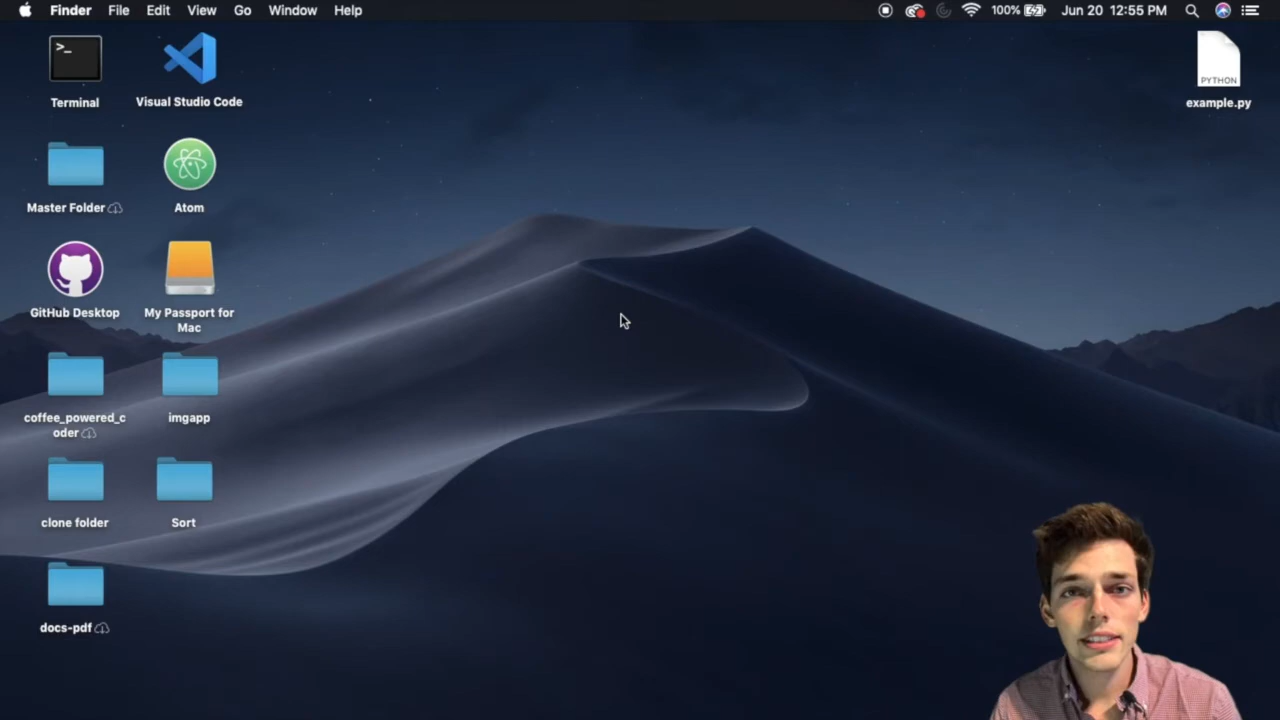 Finder File Edit View Go Window Help
100% Jun 20 12:55 PM
>_
Terminal
Visual Studio Code
PYTHON
example.py
Master Folder
Atom
GitHub Desktop
My Passport for
Mac
coffee_powered_c
oder
imgapp
clone folder
Sort
docs-pdf